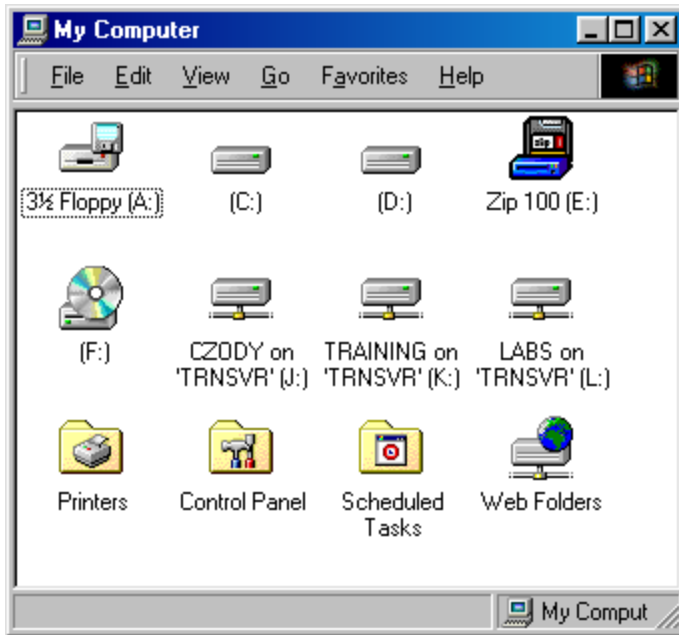 My Computer
File Edit View Go Favorites Help
3½ Floppy (A:) (C:) (D:) Zip 100 (E:)
zip
(F:) CZODY on TRAINING on LABS on
'TRNSVR' (J:) 'TRNSVR' (K:) 'TRNSVR' (L:)
Printers Control Panel Scheduled Web Folders
Tasks
My Comput